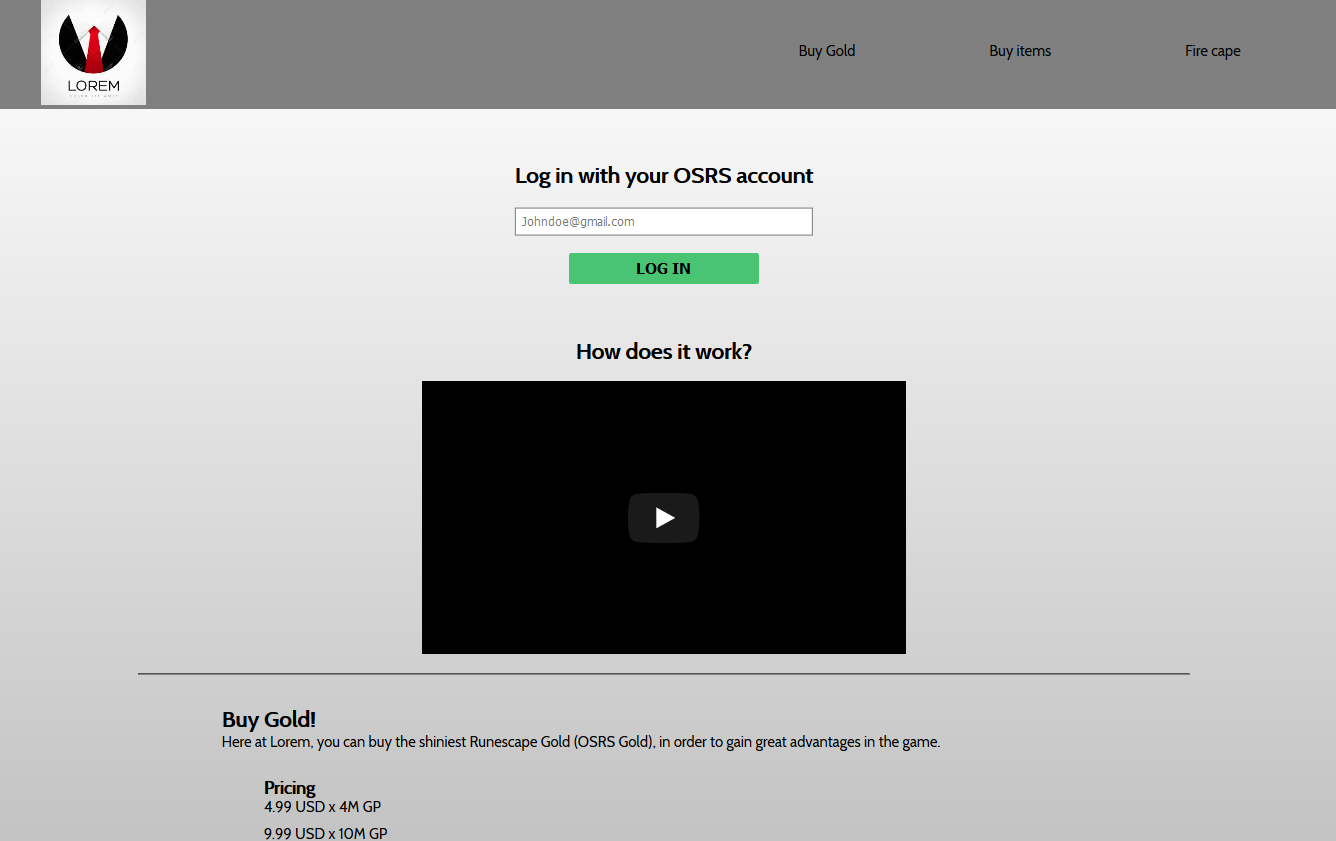 LOREM
Buy Gold
Buy items
Fire cape
Log in with your OSRS account
Johndoe@gmail.com
LOG IN
How does it work?
Buy Gold!
Here at Lorem, you can buy the shiniest Runescape Gold (OSRS Gold), in order to gain great advantages in the game.
Pricing
4.99 USD x 4M GP
9.99 USD x 10M GP